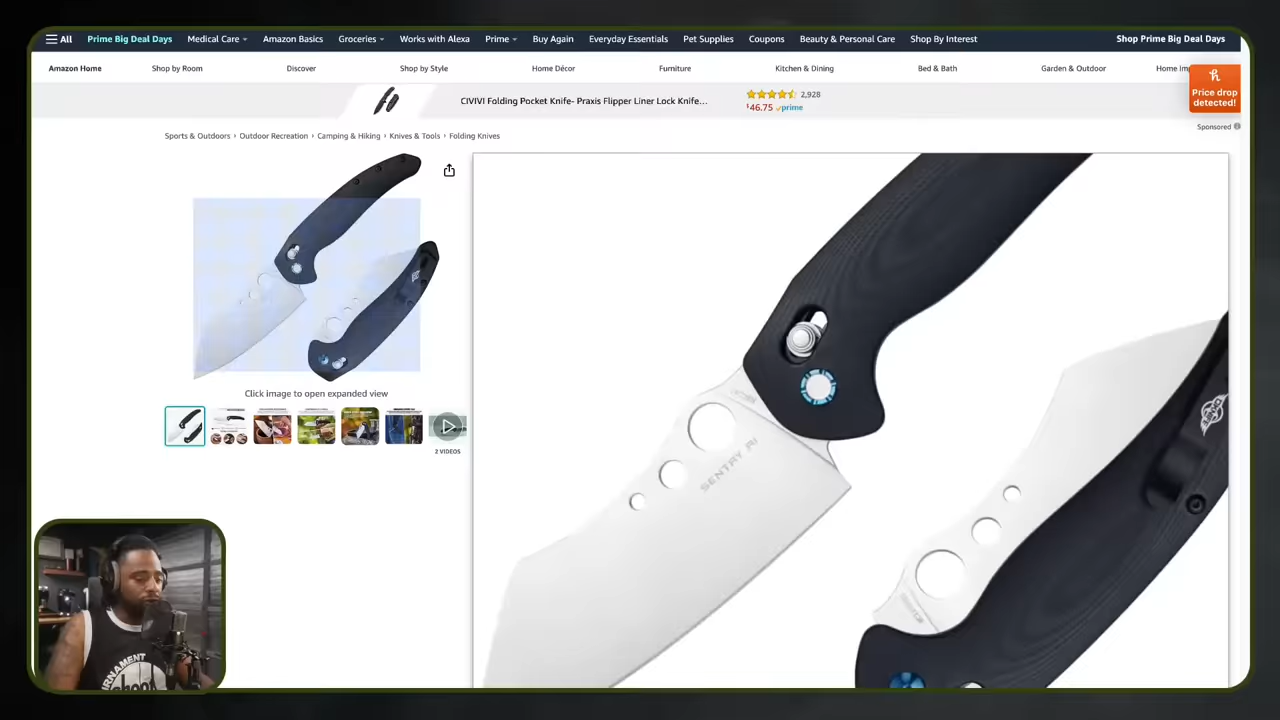 All Prime Big Deal Days Medical Care Amazon Basics Groceries Works with Alexa Prime Buy Again Everyday Essentials Pet Supplies Coupons Beauty & Personal Care Shop By Interest Shop Prime Big Deal Days
Amazon Home Shop by Room Discover Shop by Style Home Décor Furniture Kitchen & Dining Bed & Bath Garden & Outdoor Home Im
Price drop
detected!
CIVIVI Folding Pocket Knife- Praxis Flipper Liner Lock Knife… 2,928
$46.75 prime
Sponsored
Sports & Outdoors › Outdoor Recreation › Camping & Hiking › Knives & Tools › Folding Knives
SENTRY
Click image to open expanded view
2 VIDEOS